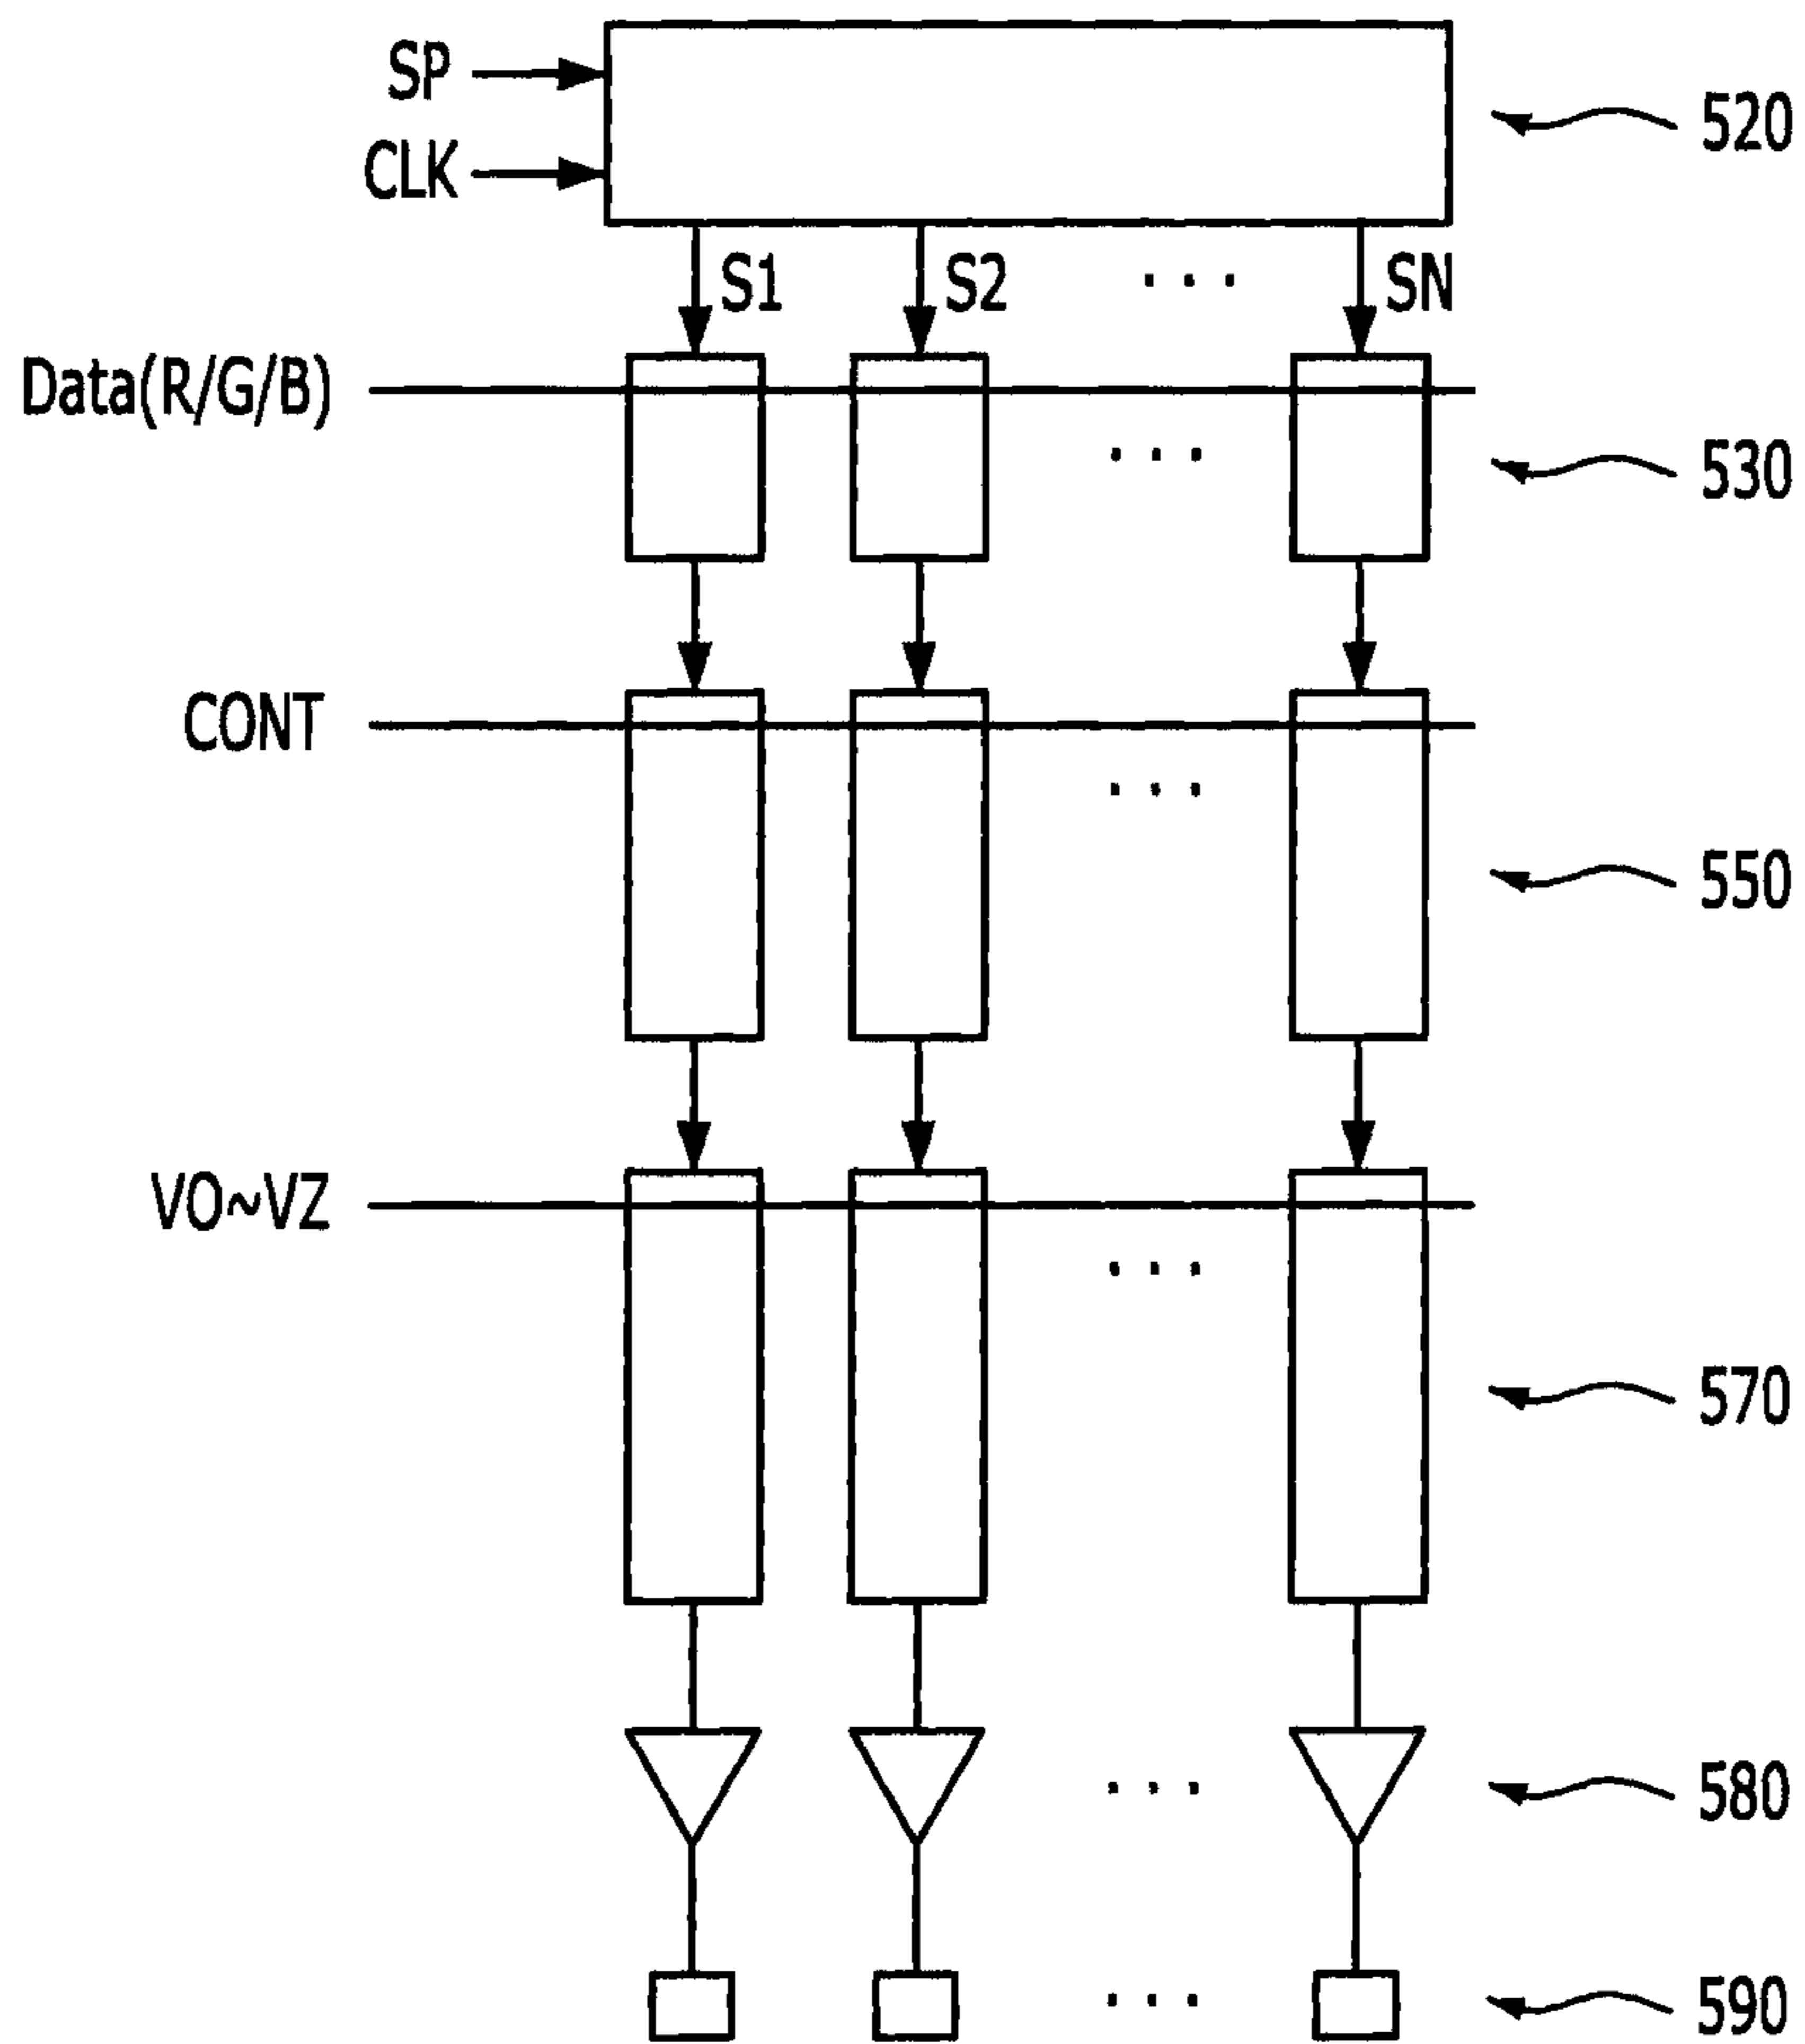 SP
CLK
520
S1 S2 ... SN
Data(R/G/B)
... 530
CONT
... 550
VO~VZ
... 570
... 580
... 590